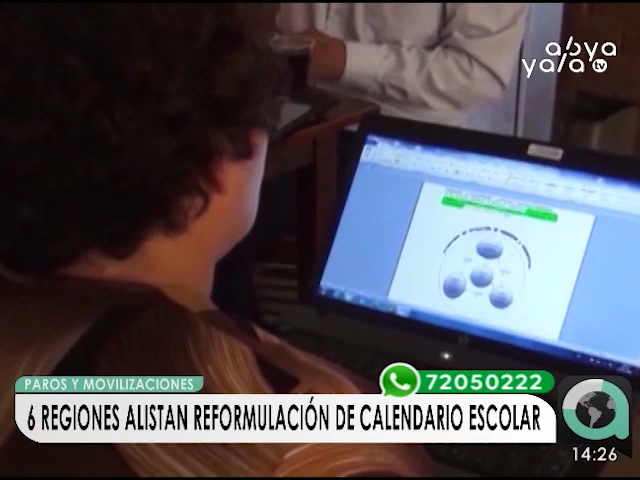 abya
yala tv
PAROS Y MOVILIZACIONES
72050222
6 REGIONES ALISTAN REFORMULACIÓN DE CALENDARIO ESCOLAR
14:26